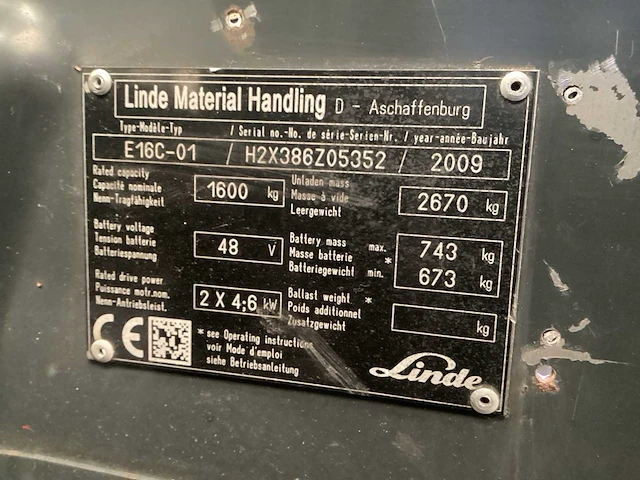 Linde Material Handling D - Aschaffenburg
Type-Modèle-Typ / Serial no.-No. de série-Serien-Nr. / year-année-Baujahr
E16C-01 / H2X386Z05352 / 2009
Rated capacity
Capacité nominale
Nenn-Tragfähigkeit
1600 kg
Unladen mass
Masse à vide
Leergewicht
2670 kg
Battery voltage
Tension batterie
Batteriespannung
48 V
Battery mass max.
Masse batterie *
Batteriegewicht min.
743 kg
673 kg
Rated drive power
Puissance motr.nom.
Nenn-Antriebsleist.
2 X 4,6 kW
Ballast weight *
Poids additionnel
Zusatzgewicht
kg
CE
* see Operating instructions
voir Mode d'emploi
siehe Betriebsanleitung
Linde